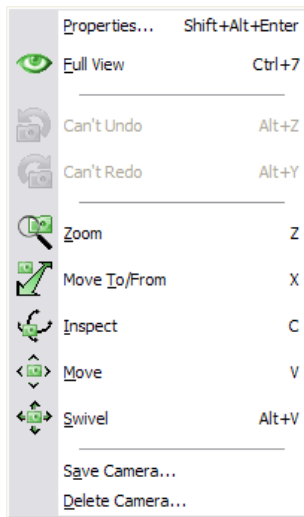 Properties... Shift+Alt+Enter
Full View Ctrl+7
Can't Undo Alt+Z
Can't Redo Alt+Y
Zoom Z
Move To/From X
Inspect C
Move V
Swivel Alt+V
Save Camera...
Delete Camera...